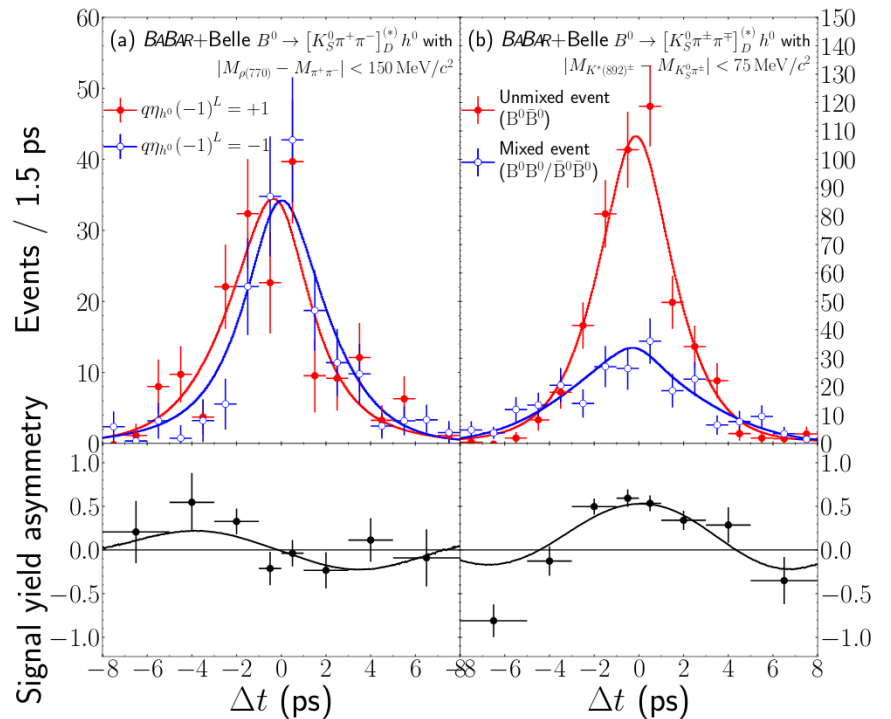 (a) BABAR+Belle B⁰ → [K⁰_S π⁺π⁻]_D^(*) h⁰ with
|M_ρ(770) − M_π⁺π⁻| < 150 MeV/c²
qη_h⁰(−1)^L = +1
qη_h⁰(−1)^L = −1
(b) BABAR+Belle B⁰ → [K⁰_S π^±π^∓]_D^(*) h⁰ with
|M_K*(892)^± − M_K⁰_S π^±| < 75 MeV/c²
Unmixed event
(B⁰B̄⁰)
Mixed event
(B⁰B⁰/B̄⁰B̄⁰)
Events / 1.5 ps
60
50
40
30
20
10
0
150
140
130
120
110
100
90
80
70
60
50
40
30
20
10
0
Signal yield asymmetry
1.0
0.5
0.0
−0.5
−1.0
1.0
0.5
0.0
−0.5
−1.0
−8 −6 −4 −2 0 2 4 6 −8 −6 −4 −2 0 2 4 6 8
Δt (ps) Δt (ps)